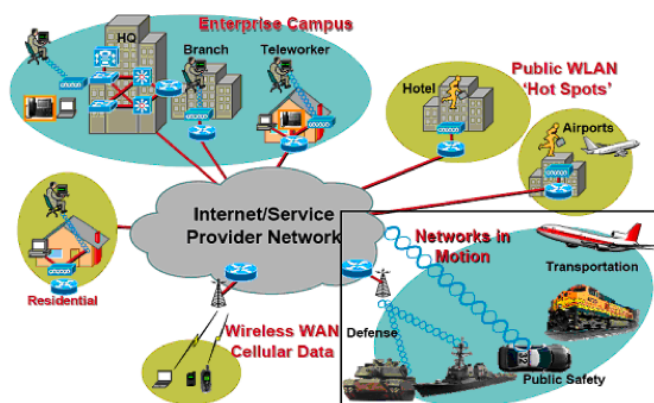 Enterprise Campus
HQ
Branch
Teleworker
Hotel
Public WLAN
'Hot Spots'
Airports
Internet/Service
Provider Network
Residential
Networks in
Motion
Transportation
Wireless WAN
Cellular Data
Defense
Public Safety